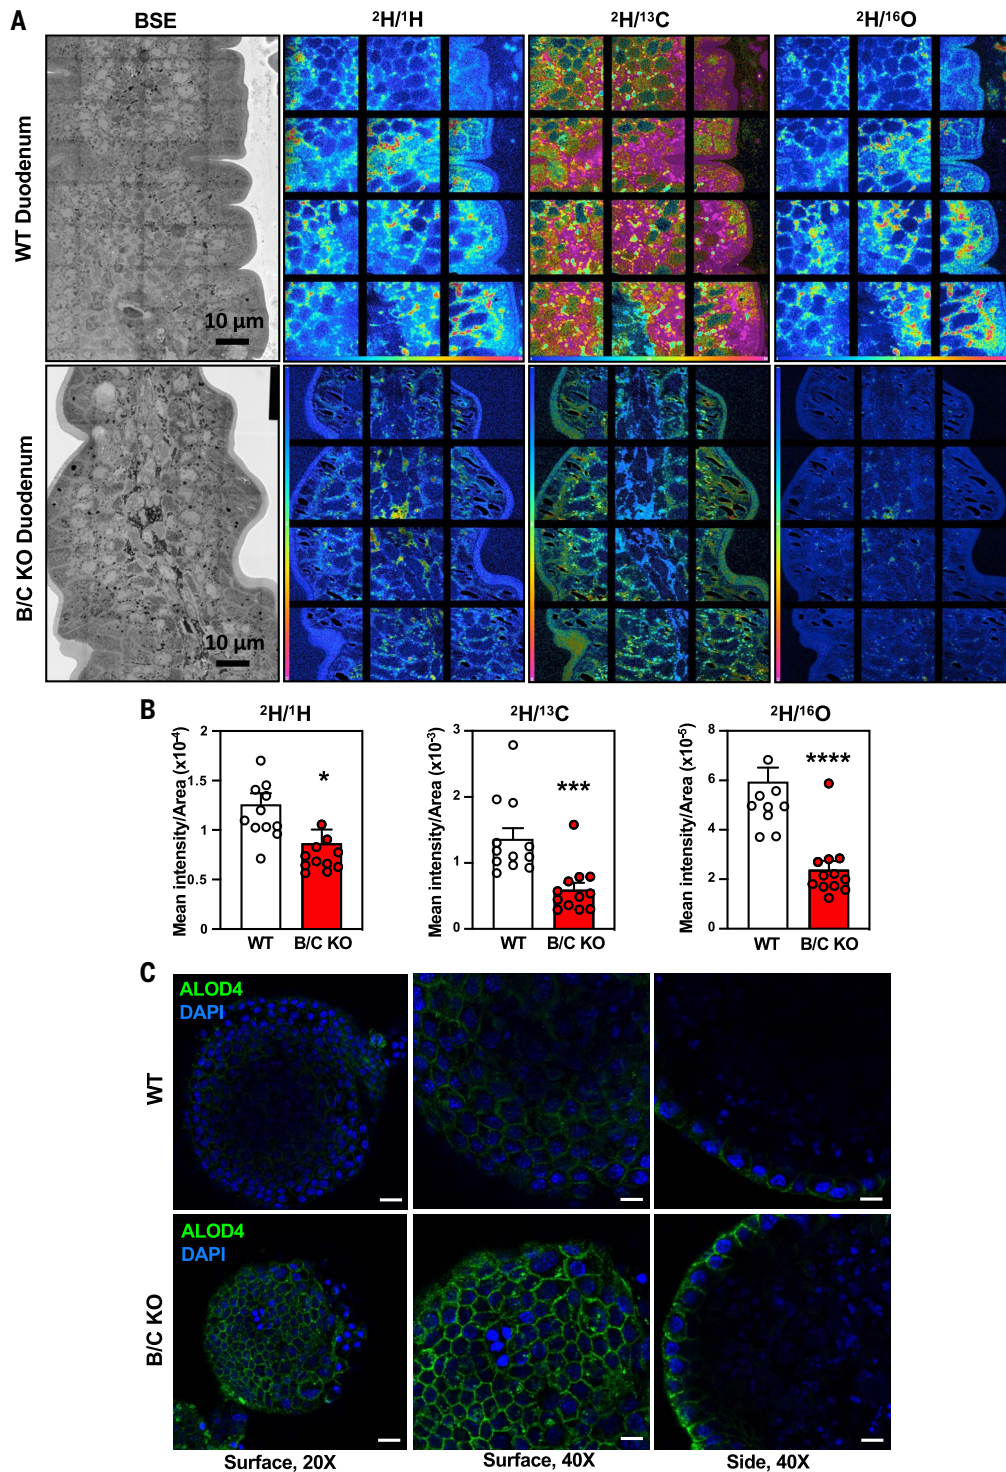 A
BSE
²H/¹H
²H/¹³C
²H/¹⁶O
WT Duodenum
10 µm
B/C KO Duodenum
10 µm
B
²H/¹H
²H/¹³C
²H/¹⁶O
Mean intensity/Area (x10⁻⁴)
2
1.5
1
0.5
0
*
WT
B/C KO
Mean intensity/Area (x10⁻³)
3
2
1
0
***
WT
B/C KO
Mean intensity/Area (x10⁻⁵)
8
6
4
2
0
****
WT
B/C KO
C
WT
ALOD4
DAPI
B/C KO
ALOD4
DAPI
Surface, 20X
Surface, 40X
Side, 40X